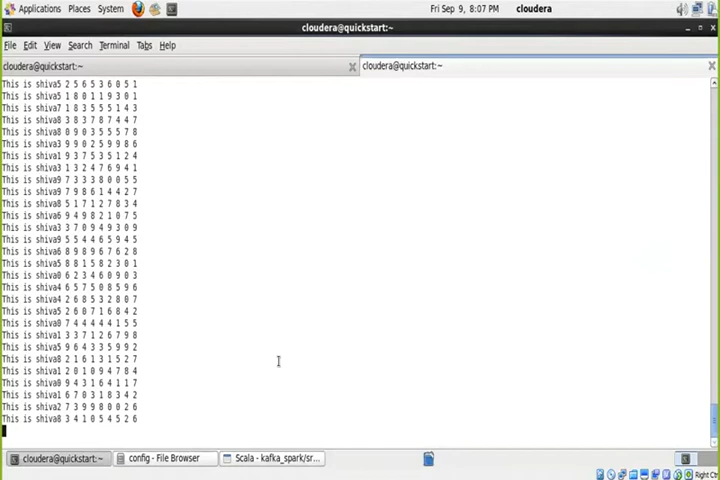 Applications Places System Fri Sep 9, 8:07 PM cloudera
cloudera@quickstart:~
File Edit View Search Terminal Tabs Help
cloudera@quickstart:~ cloudera@quickstart:~
This is shiva5 2 5 6 5 3 6 0 5 1
This is shiva5 1 8 0 1 1 9 3 0 1
This is shiva7 1 8 3 5 5 5 1 4 3
This is shiva8 3 8 3 7 8 7 4 4 7
This is shiva8 0 9 0 3 5 5 5 7 8
This is shiva3 9 9 0 2 5 9 9 8 6
This is shiva1 9 3 7 5 3 5 1 2 4
This is shiva3 1 3 2 4 7 6 9 4 1
This is shiva9 7 3 3 3 8 0 0 5 5
This is shiva9 7 9 8 6 1 4 4 2 7
This is shiva8 5 1 7 1 2 7 8 3 4
This is shiva6 9 4 9 8 2 1 0 7 5
This is shiva3 3 7 0 9 4 9 3 0 9
This is shiva9 5 5 4 4 6 5 9 4 5
This is shiva6 8 9 8 9 6 7 6 2 8
This is shiva5 8 8 1 5 8 2 3 0 1
This is shiva0 6 2 3 4 6 0 9 0 3
This is shiva4 6 5 7 5 0 8 5 9 6
This is shiva4 2 6 8 5 3 2 8 0 7
This is shiva5 2 6 0 7 1 6 8 4 2
This is shiva0 7 4 4 4 4 4 1 5 5
This is shiva1 3 3 7 1 2 6 7 9 8
This is shiva5 9 6 4 3 3 5 9 9 2
This is shiva8 2 1 6 1 3 1 5 2 7
This is shiva1 2 0 1 0 9 4 7 8 4
This is shiva0 9 4 3 1 6 4 1 1 7
This is shiva1 6 7 0 3 1 8 3 4 2
This is shiva2 7 3 9 9 8 0 0 2 6
This is shiva8 3 4 1 0 5 4 5 2 6
cloudera@quickstart:~ config - File Browser Scala - kafka_spark/sr...
Right Ct